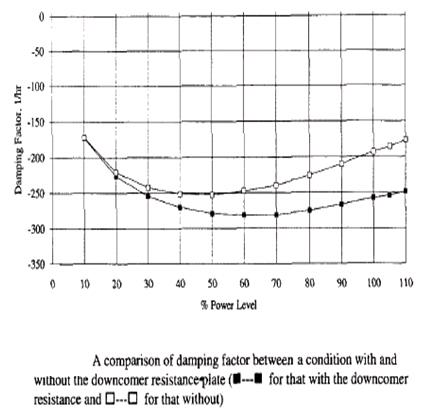 0
-50
-100
-150
-200
-250
-300
-350
Damping Factor, 1/hr
0 10 20 30 40 50 60 70 80 90 100 110
% Power Level
A comparison of damping factor between a condition with and
without the downcomer resistance plate (■---■ for that with the downcomer
resistance and □---□ for that without)